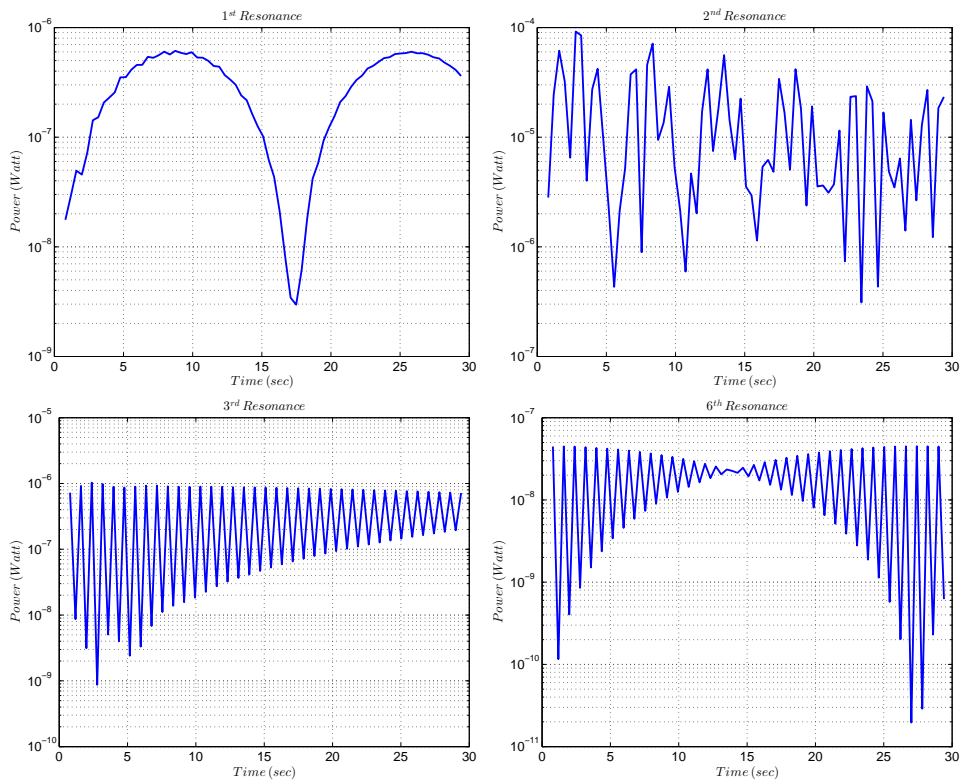 1st Resonance
10−6
10−7
10−8
10−9
Power (Watt)
0 5 10 15 20 25 30
Time (sec)
2nd Resonance
10−4
10−5
10−6
10−7
Power (Watt)
0 5 10 15 20 25 30
Time (sec)
3rd Resonance
10−5
10−6
10−7
10−8
10−9
10−10
Power (Watt)
0 5 10 15 20 25 30
Time (sec)
6th Resonance
10−7
10−8
10−9
10−10
10−11
Power (Watt)
0 5 10 15 20 25 30
Time (sec)